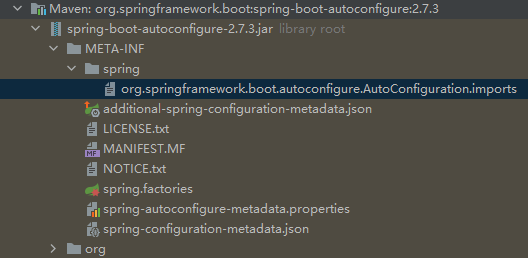 Maven: org.springframework.boot:spring-boot-autoconfigure:2.7.3
spring-boot-autoconfigure-2.7.3.jar library root
META-INF
spring
org.springframework.boot.autoconfigure.AutoConfiguration.imports
additional-spring-configuration-metadata.json
LICENSE.txt
MF MANIFEST.MF
NOTICE.txt
spring.factories
spring-autoconfigure-metadata.properties
spring-configuration-metadata.json
org